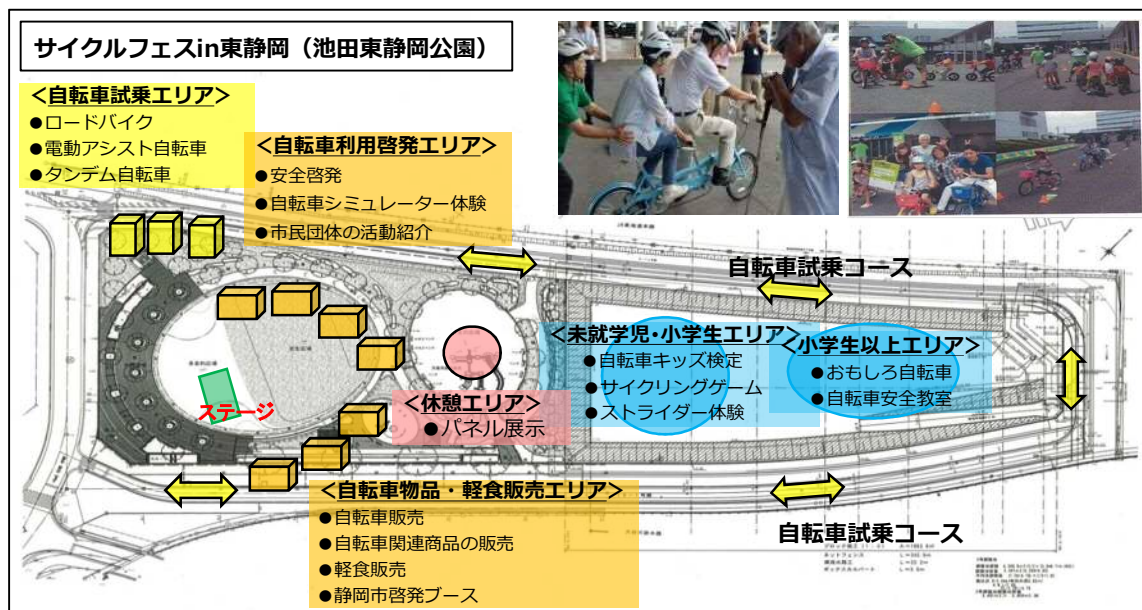 サイクルフェスin東静岡（池田東静岡公園）
＜自転車試乗エリア＞
●ロードバイク
●電動アシスト自転車
●タンデム自転車
＜自転車利用啓発エリア＞
●安全啓発
●自転車シミュレーター体験
●市民団体の活動紹介
自転車試乗コース
＜未就学児・小学生エリア＞
●自転車キッズ検定
●サイクリングゲーム
●ストライダー体験
＜小学生以上エリア＞
●おもしろ自転車
●自転車安全教室
ステージ
＜休憩エリア＞
●パネル展示
＜自転車物品・軽食販売エリア＞
●自転車販売
●自転車関連商品の販売
●軽食販売
●静岡市啓発ブース
自転車試乗コース